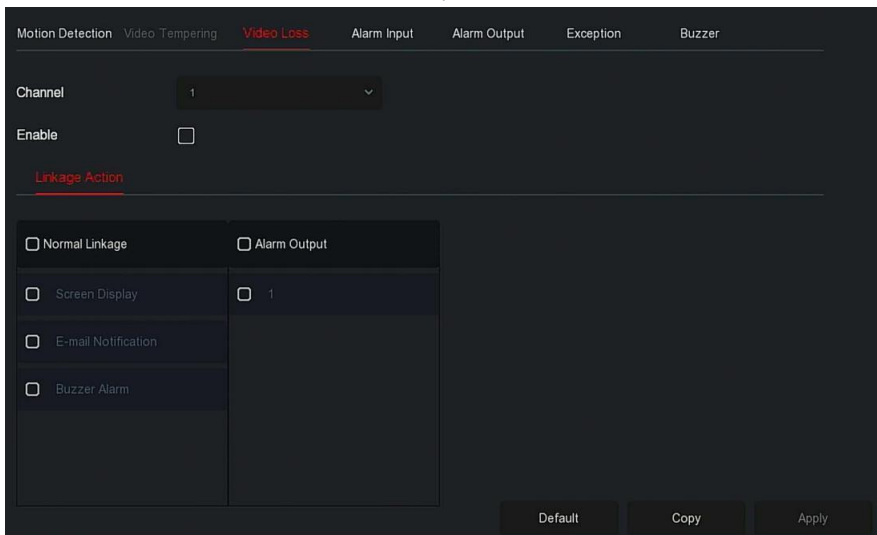 Motion Detection Video Tempering Video Loss Alarm Input Alarm Output Exception Buzzer
Channel 1
Enable
Linkage Action
Normal Linkage Alarm Output
Screen Display 1
E-mail Notification
Buzzer Alarm
Default Copy Apply